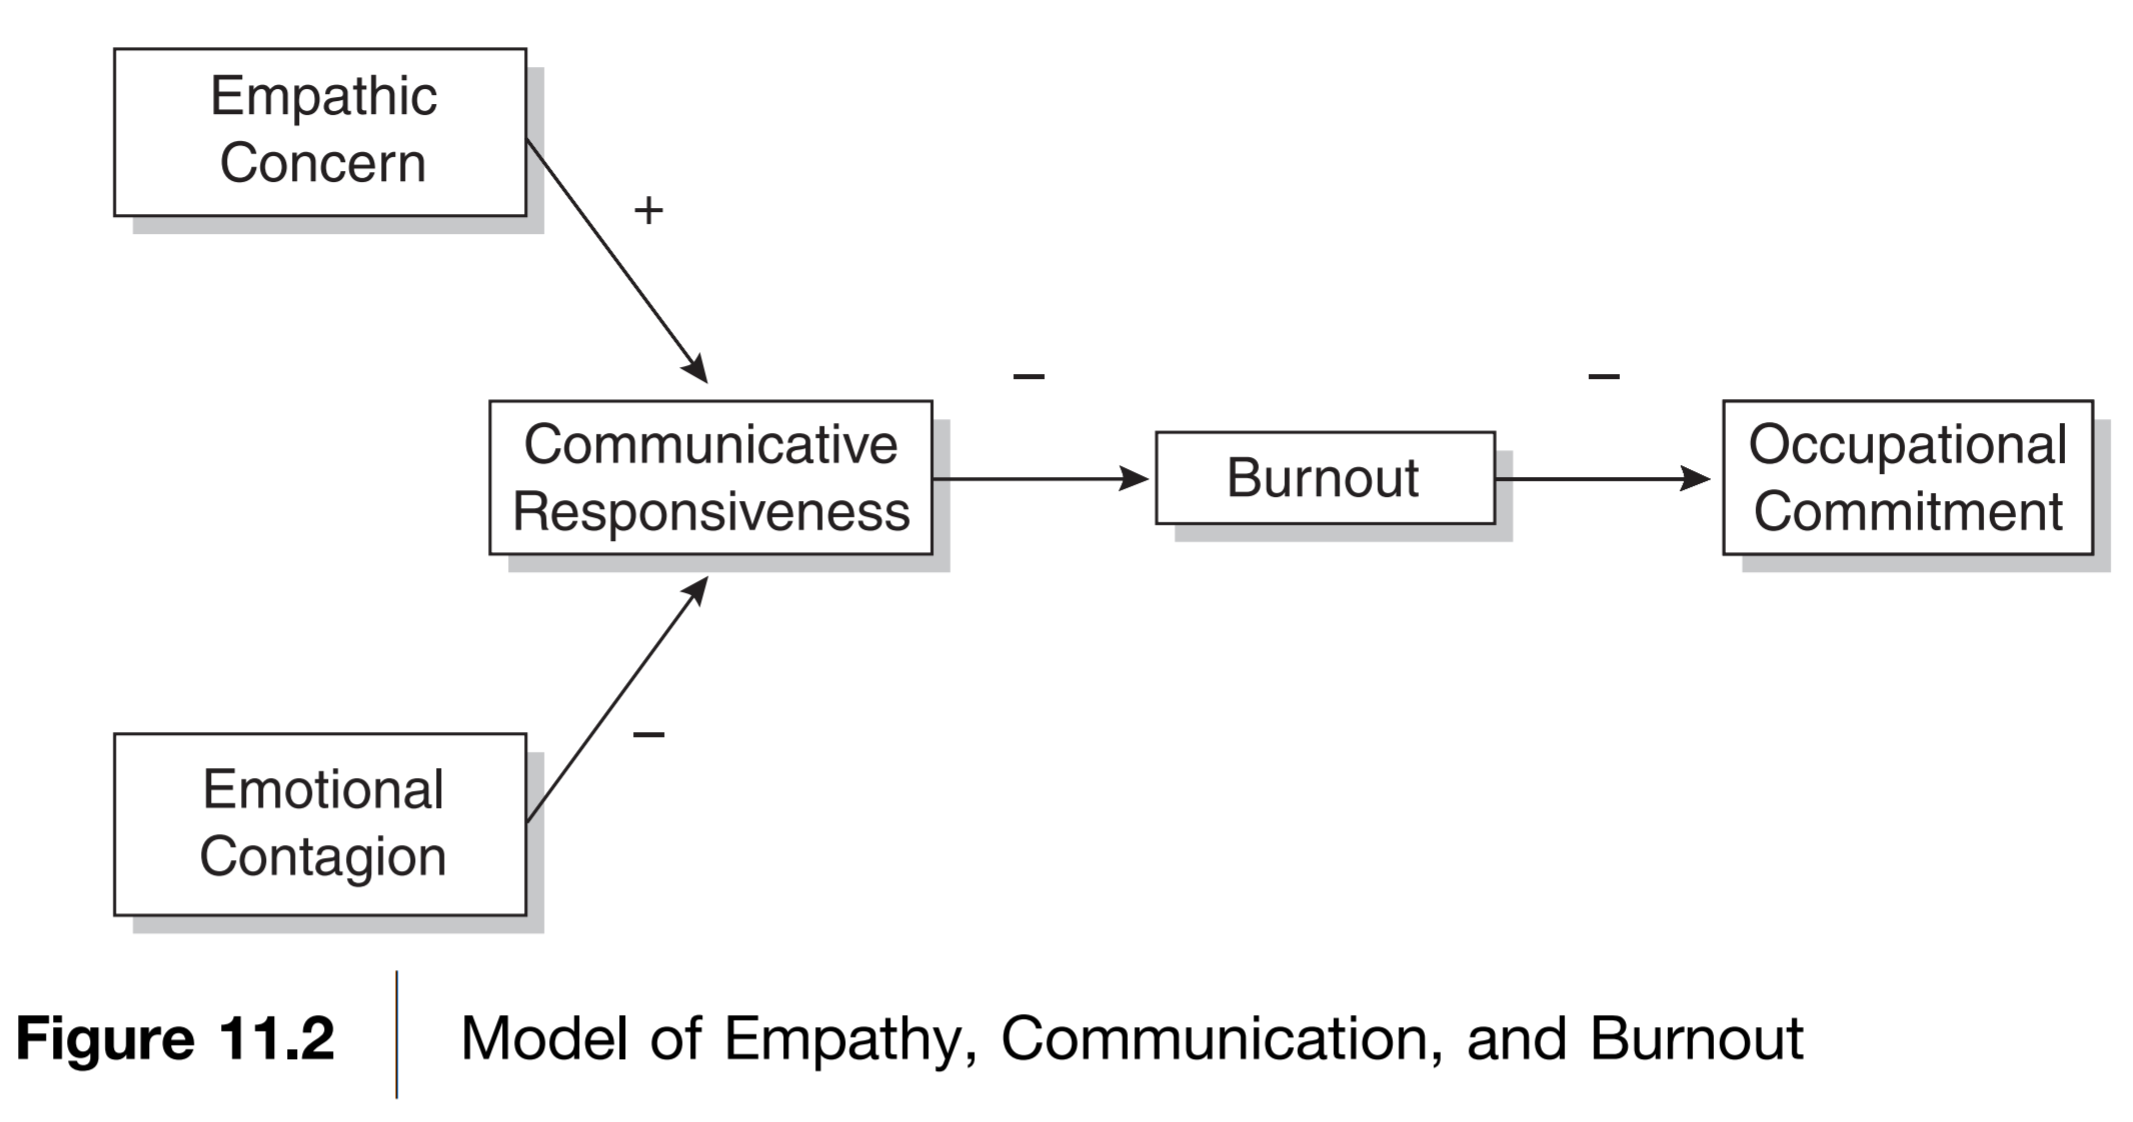 Empathic
Concern
+
Communicative
Responsiveness
–
Burnout
–
Occupational
Commitment
–
Emotional
Contagion
Figure 11.2
Model of Empathy, Communication, and Burnout